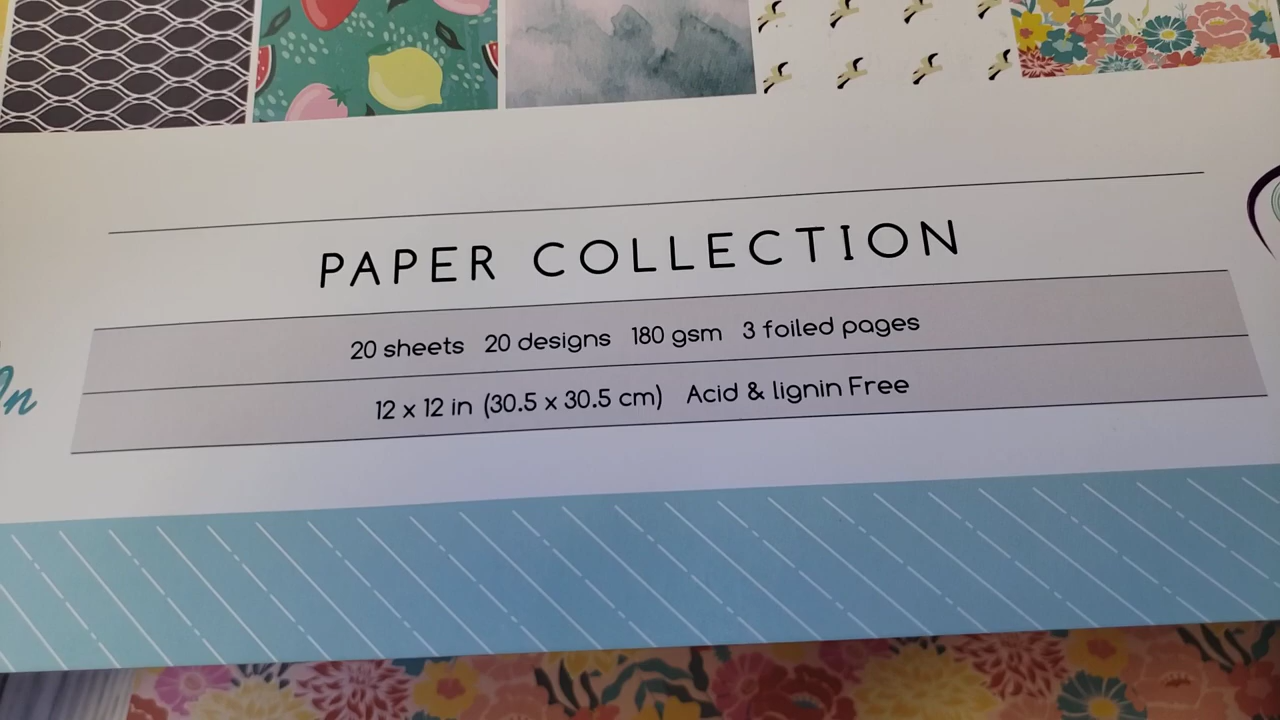 PAPER COLLECTION
20 sheets 20 designs 180 gsm 3 foiled pages
12 x 12 in (30.5 x 30.5 cm) Acid & lignin Free